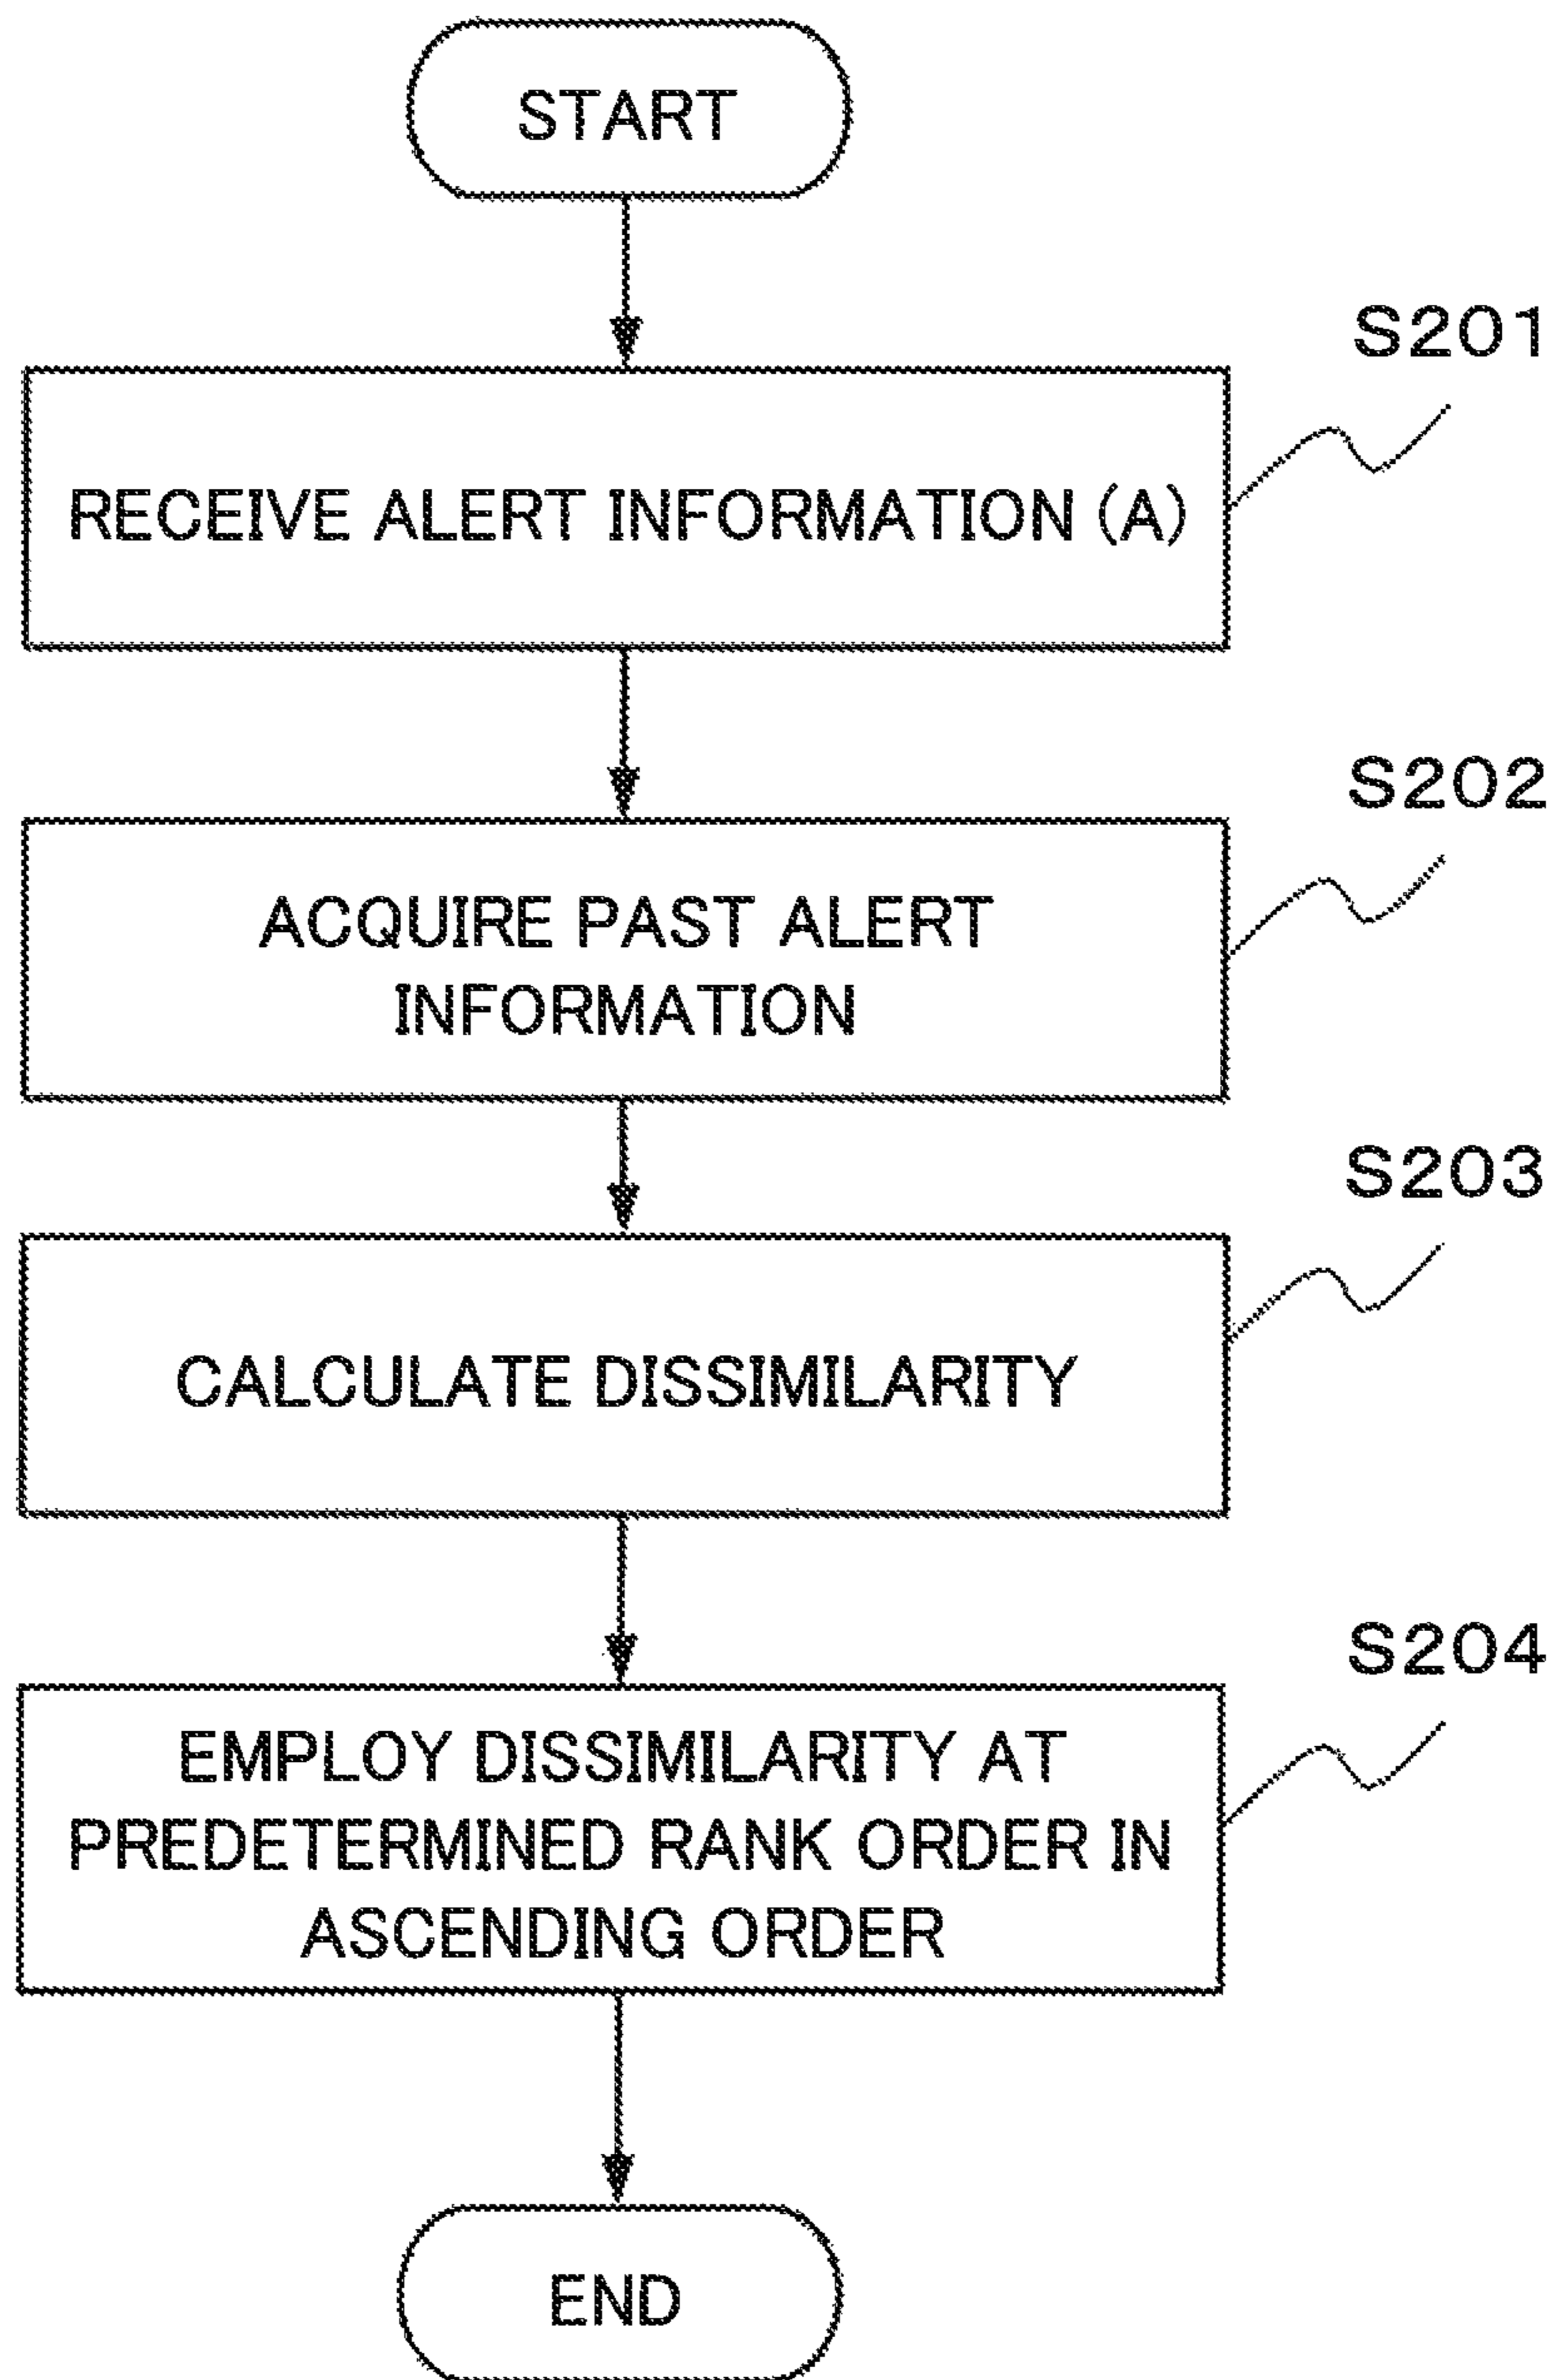 START
S201
RECEIVE ALERT INFORMATION (A)
S202
ACQUIRE PAST ALERT
INFORMATION
S203
CALCULATE DISSIMILARITY
S204
EMPLOY DISSIMILARITY AT
PREDETERMINED RANK ORDER IN
ASCENDING ORDER
END